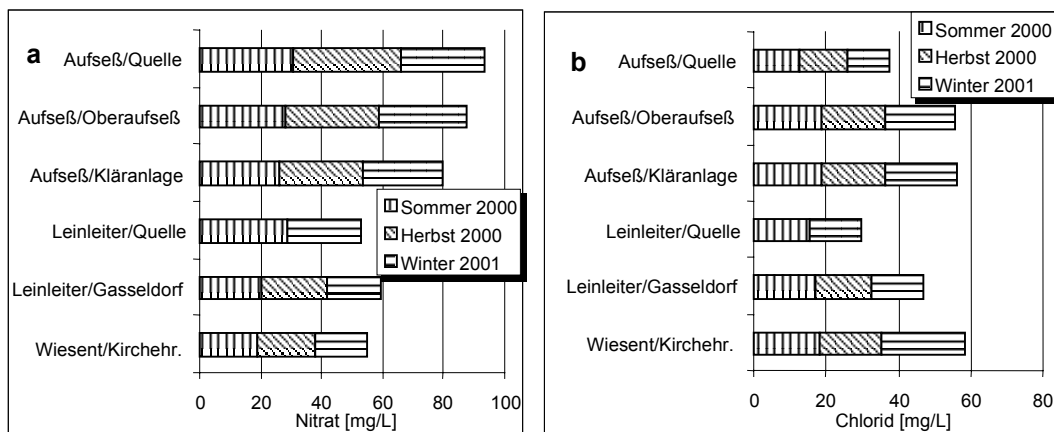 a
Aufseß/Quelle
Aufseß/Oberaufseß
Aufseß/Kläranlage
Leinleiter/Quelle
Leinleiter/Gasseldorf
Wiesent/Kirchehr.
Sommer 2000
Herbst 2000
Winter 2001
0 20 40 60 80 100
Nitrat [mg/L]
b
Sommer 2000
Herbst 2000
Winter 2001
Aufseß/Quelle
Aufseß/Oberaufseß
Aufseß/Kläranlage
Leinleiter/Quelle
Leinleiter/Gasseldorf
Wiesent/Kirchehr.
0 20 40 60 80
Chlorid [mg/L]